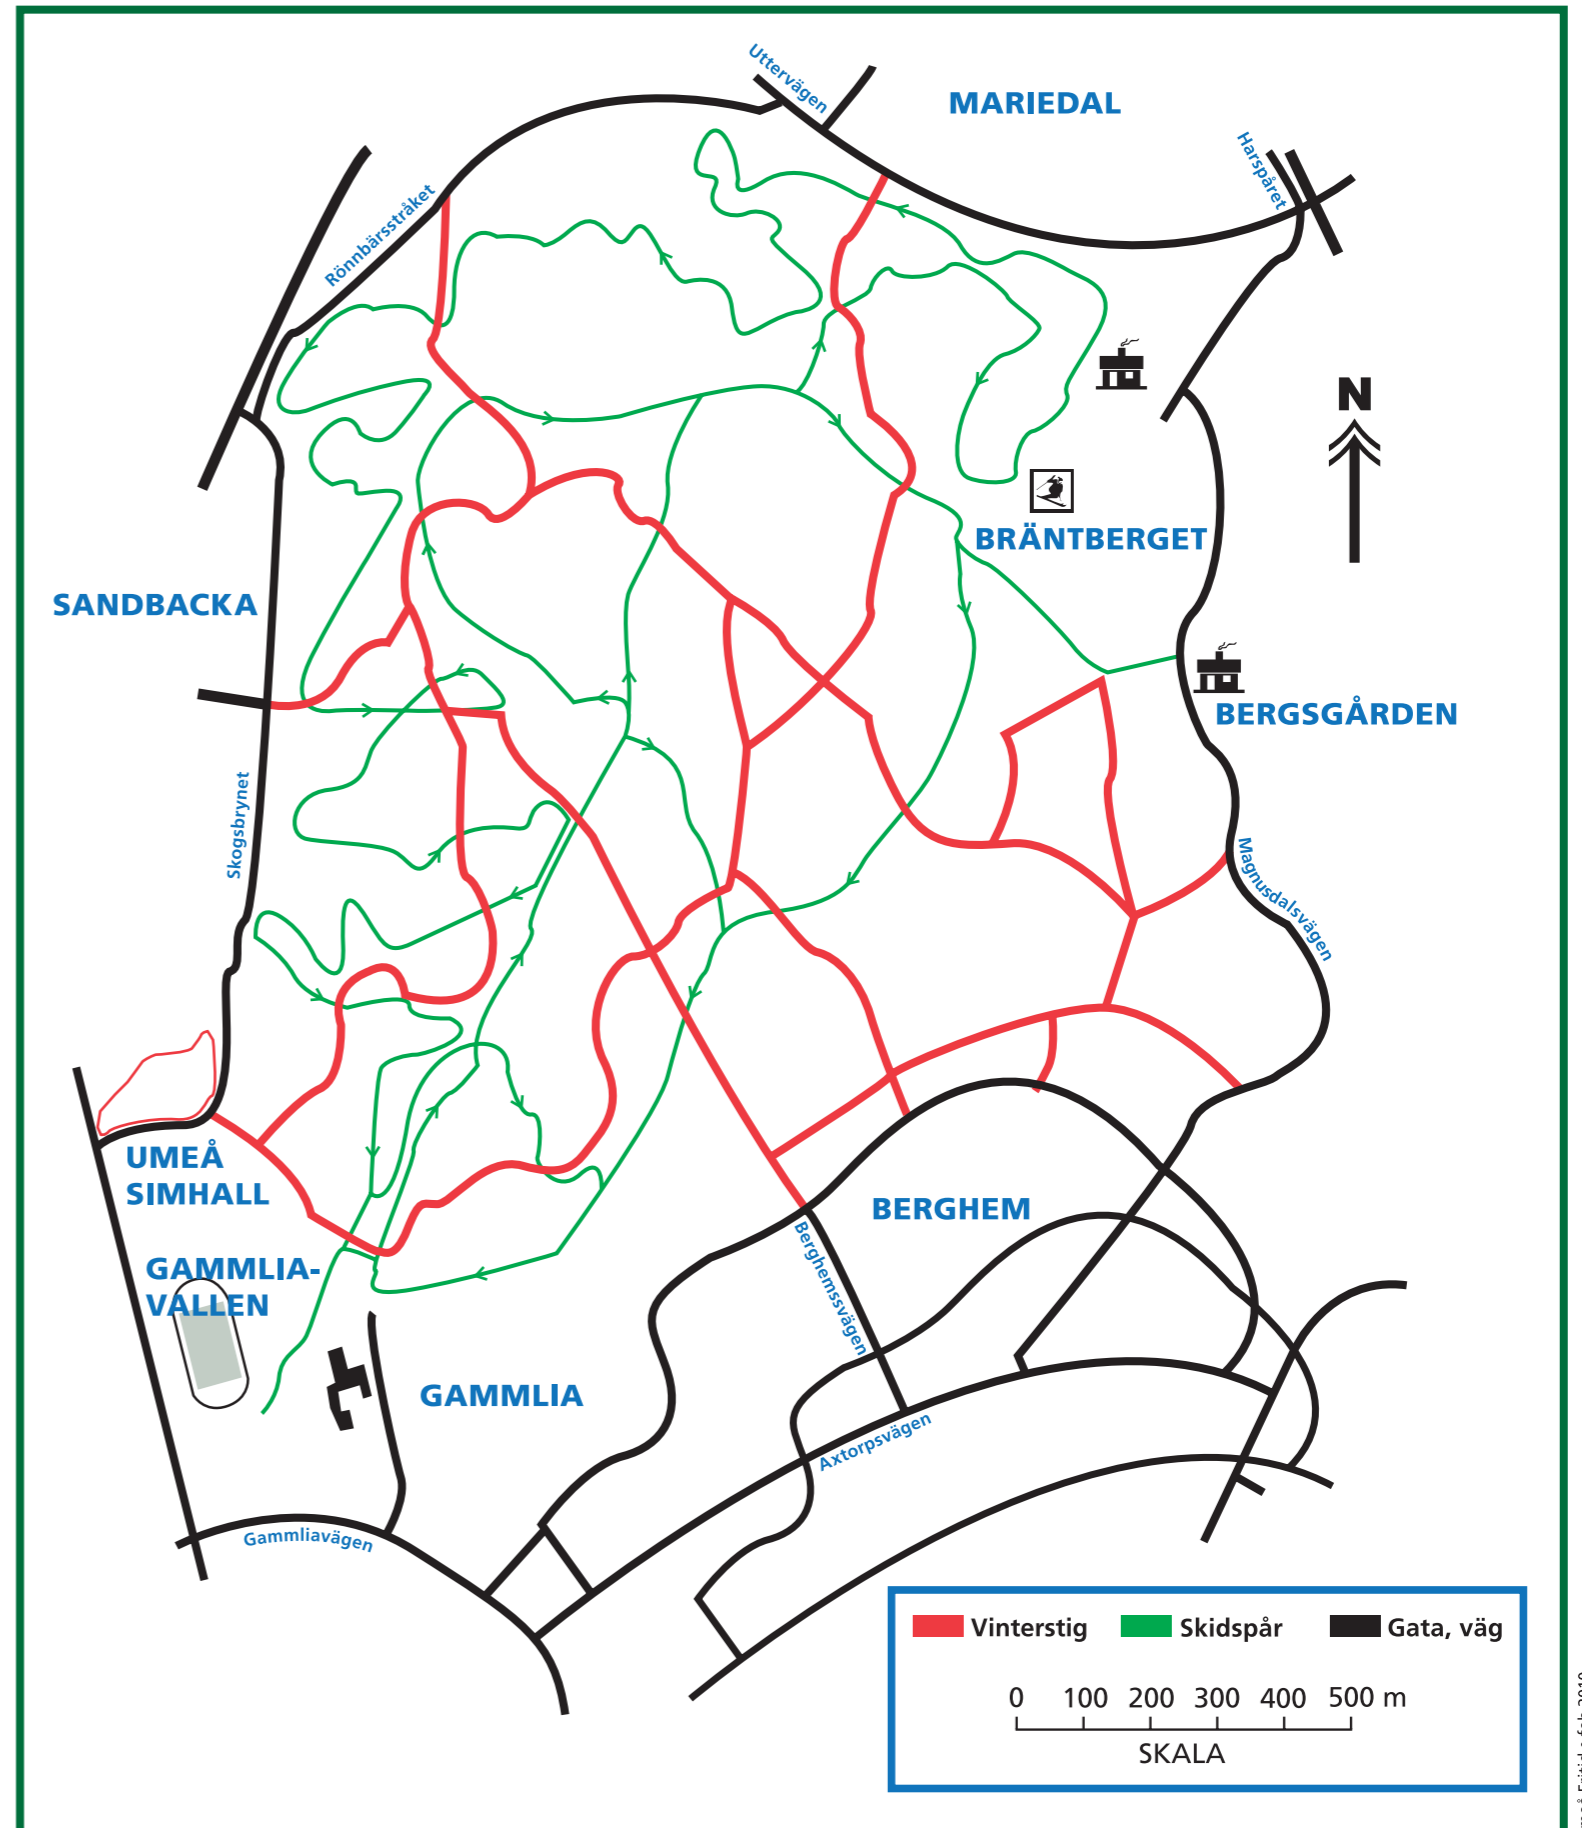 Uttervägen
MARIEDAL
Harspåret
Rönnbärsstråket
N
BRÄNTBERGET
SANDBACKA
BERGSGÅRDEN
Skogsbrynet
Magnusdalsvägen
UMEÅ
SIMHALL
BERGHEM
GAMMLIA-
VALLEN
Berghemssvägen
GAMMLIA
Axtorpsvägen
Gammliavägen
Vinterstig Skidspår Gata, väg
0 100 200 300 400 500 m
SKALA